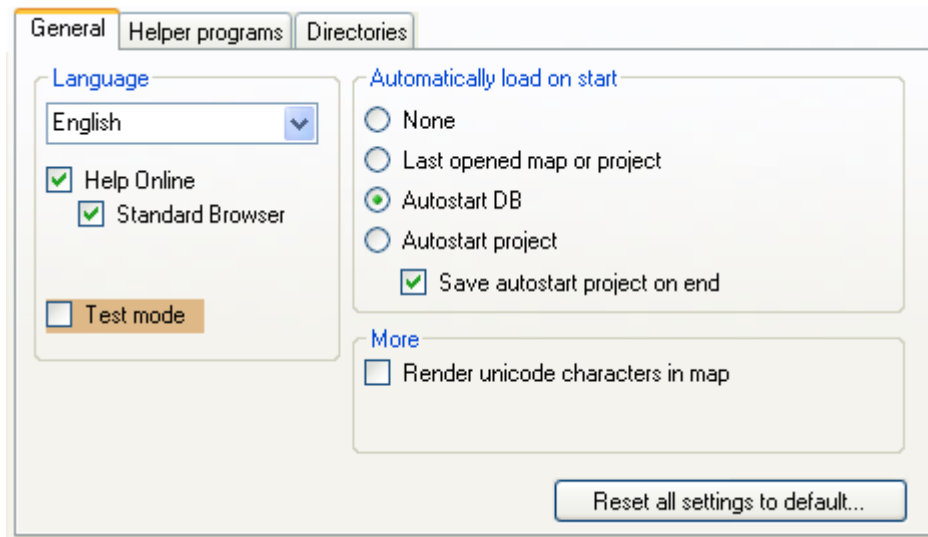 General Helper programs Directories
Language
English
Help Online
Standard Browser
Test mode
Automatically load on start
None
Last opened map or project
Autostart DB
Autostart project
Save autostart project on end
More
Render unicode characters in map
Reset all settings to default...